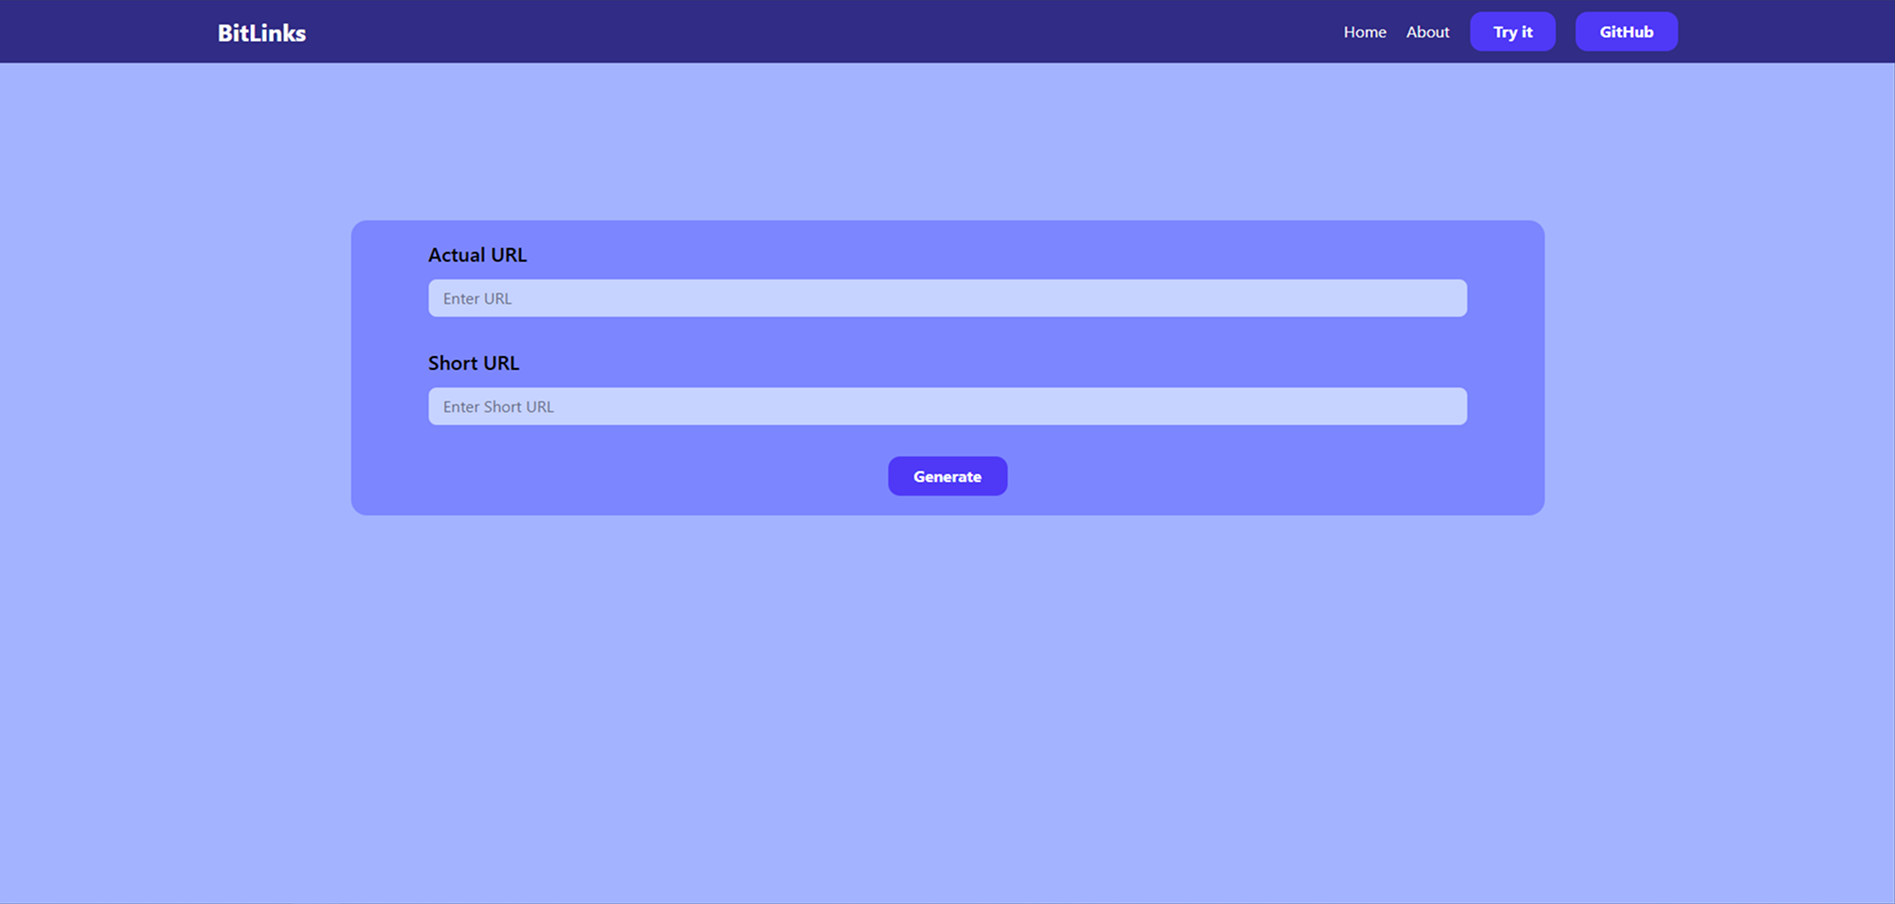 BitLinks
Home About Try it GitHub
Actual URL
Enter URL
Short URL
Enter Short URL
Generate